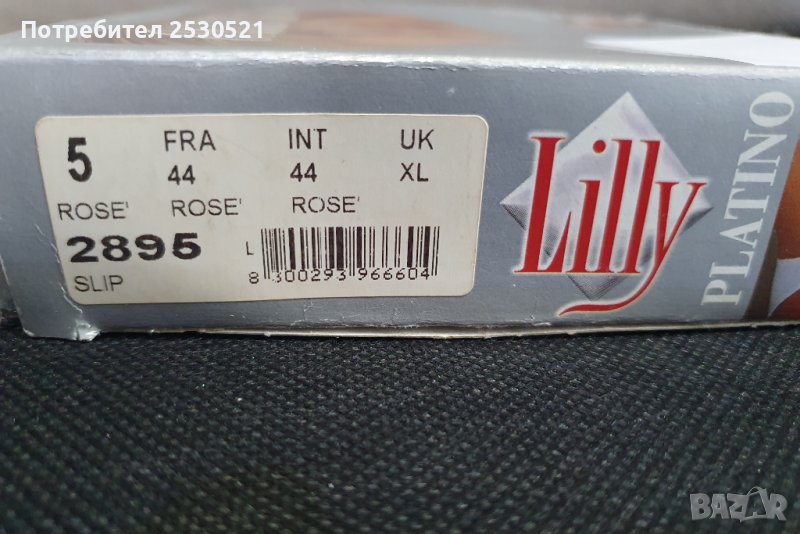 Потребител 2530521
5 FRA INT UK
44 44 XL
ROSE' ROSE' ROSE'
2895
SLIP
L
8 300293 966604
Lilly
PLATINO
BAZAR